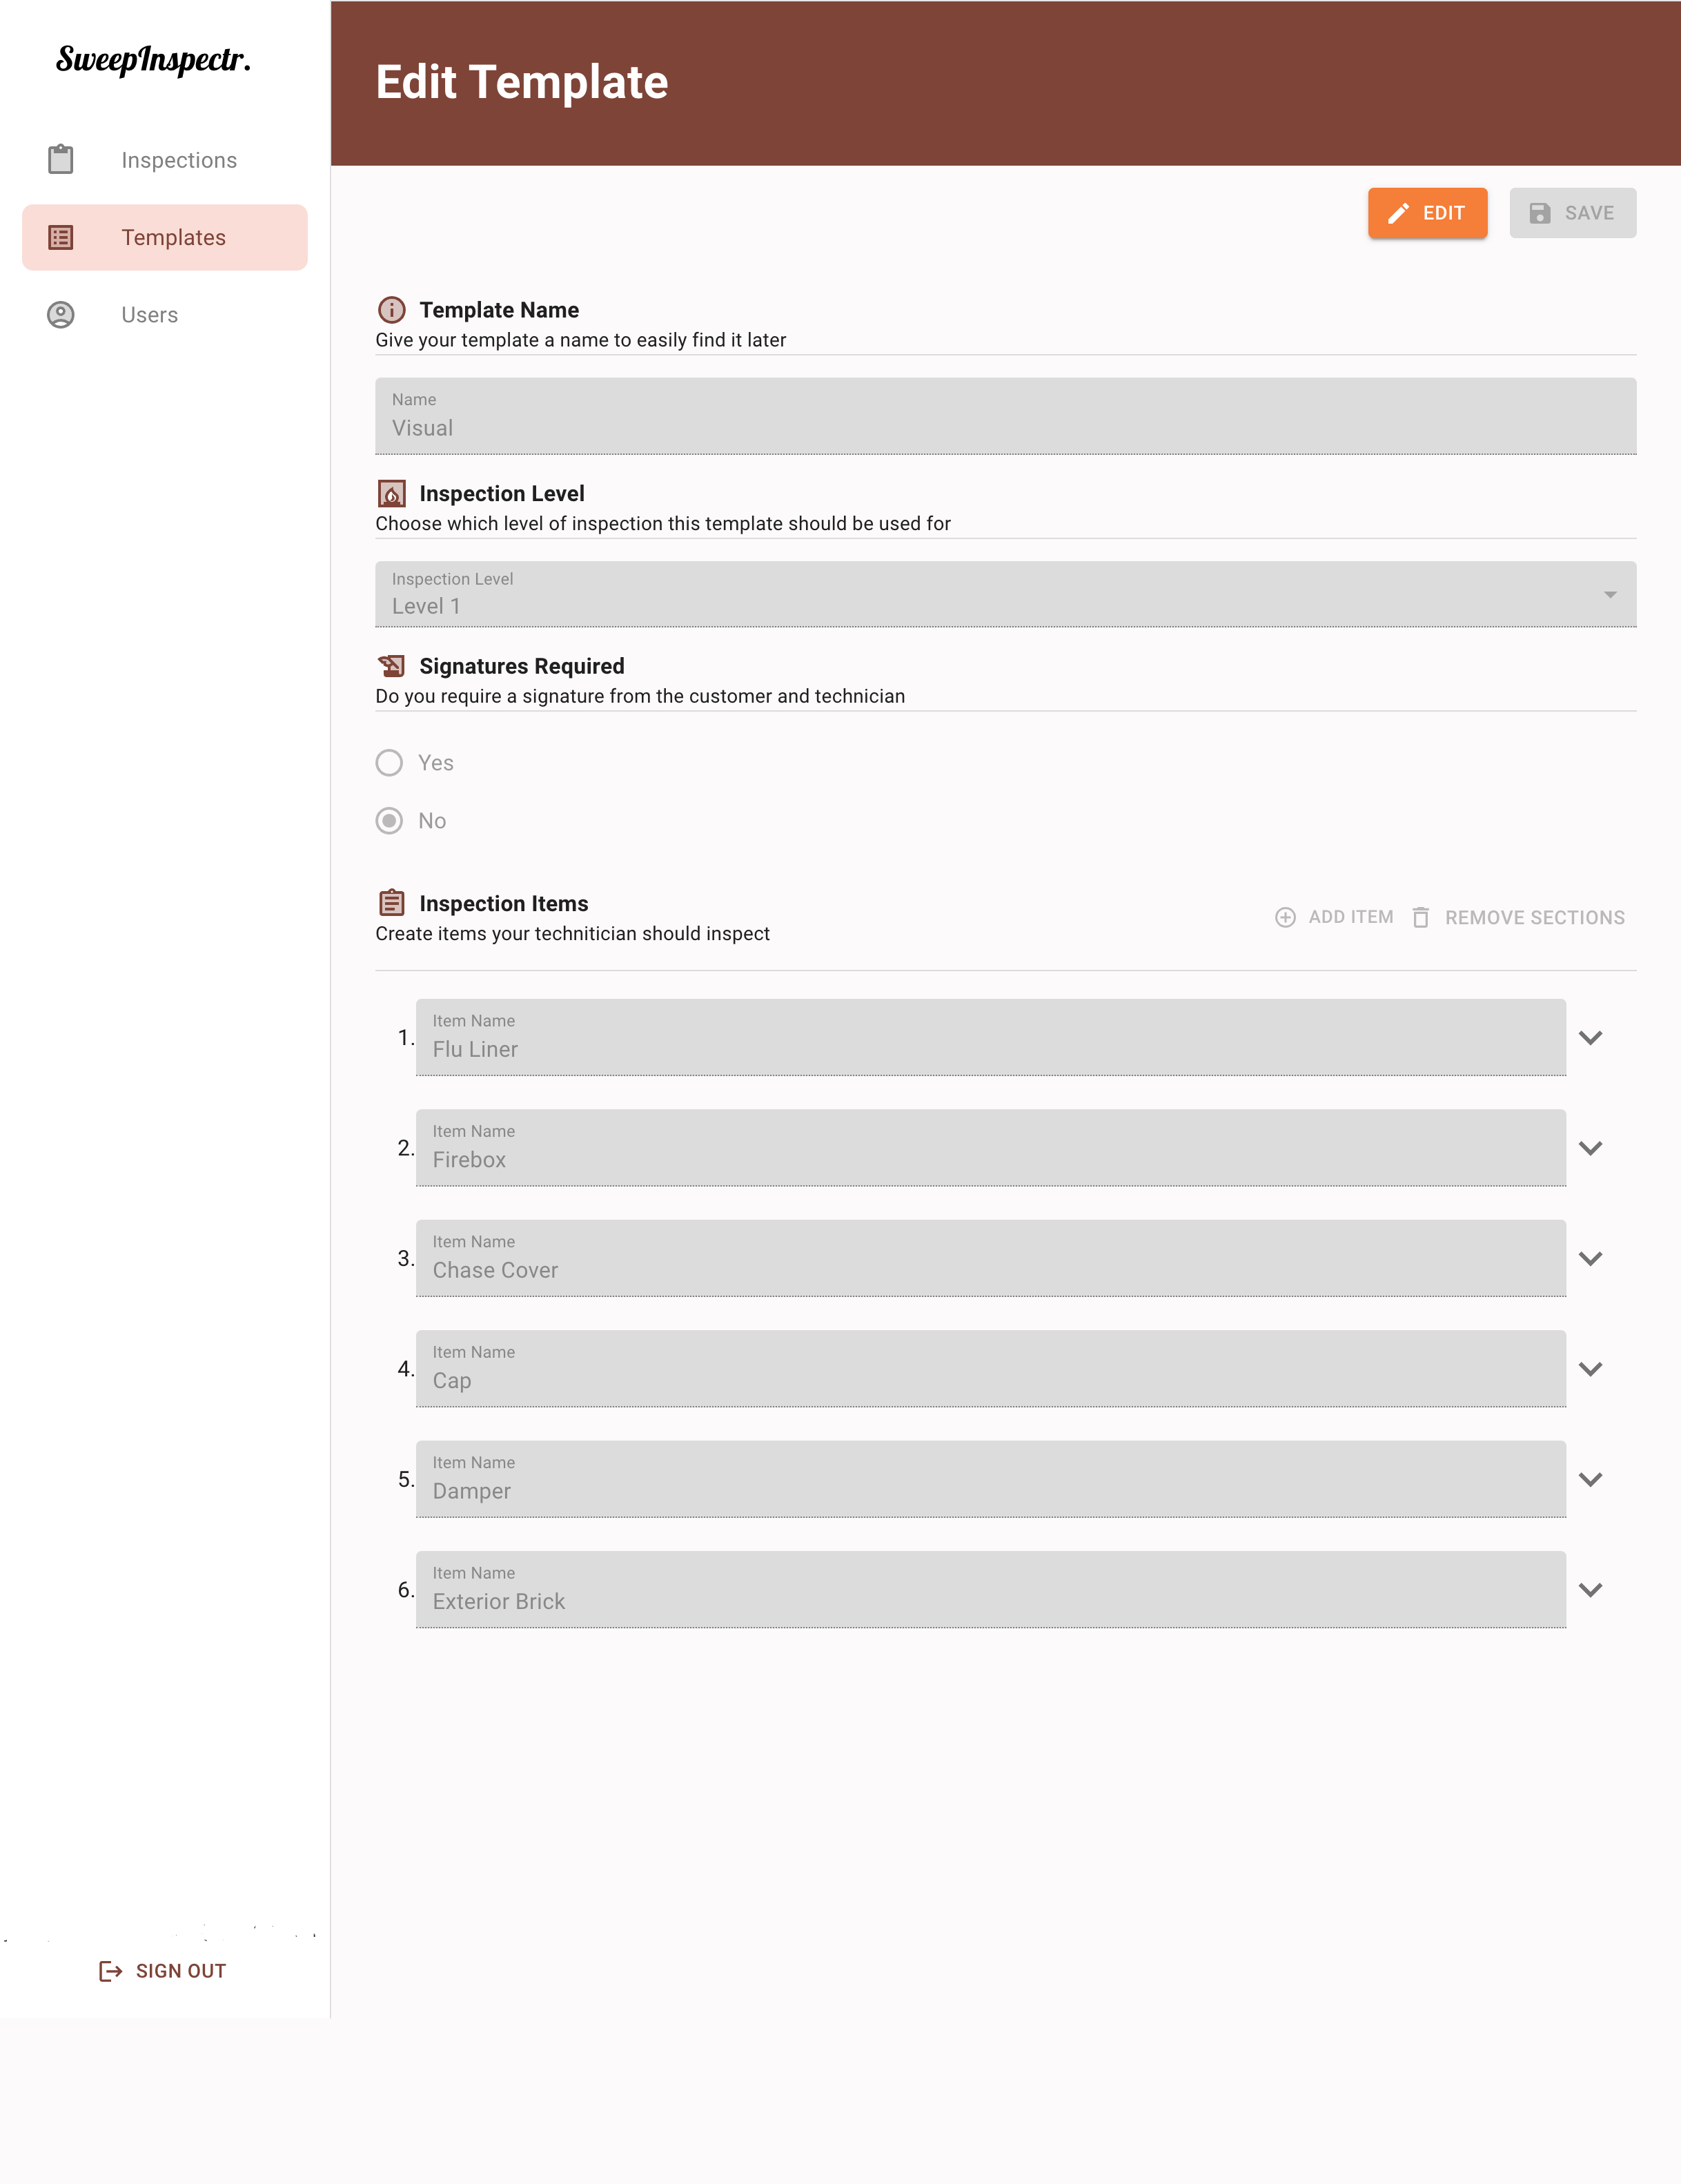 SweepInspectr.
Inspections
Templates
Users
SIGN OUT
Edit Template
EDIT
SAVE
Template Name
Give your template a name to easily find it later
Name
Visual
Inspection Level
Choose which level of inspection this template should be used for
Inspection Level
Level 1
Signatures Required
Do you require a signature from the customer and technician
Yes
No
Inspection Items
Create items your technitician should inspect
ADD ITEM
REMOVE SECTIONS
1.
Item Name
Flu Liner
2.
Item Name
Firebox
3.
Item Name
Chase Cover
4.
Item Name
Cap
5.
Item Name
Damper
6.
Item Name
Exterior Brick